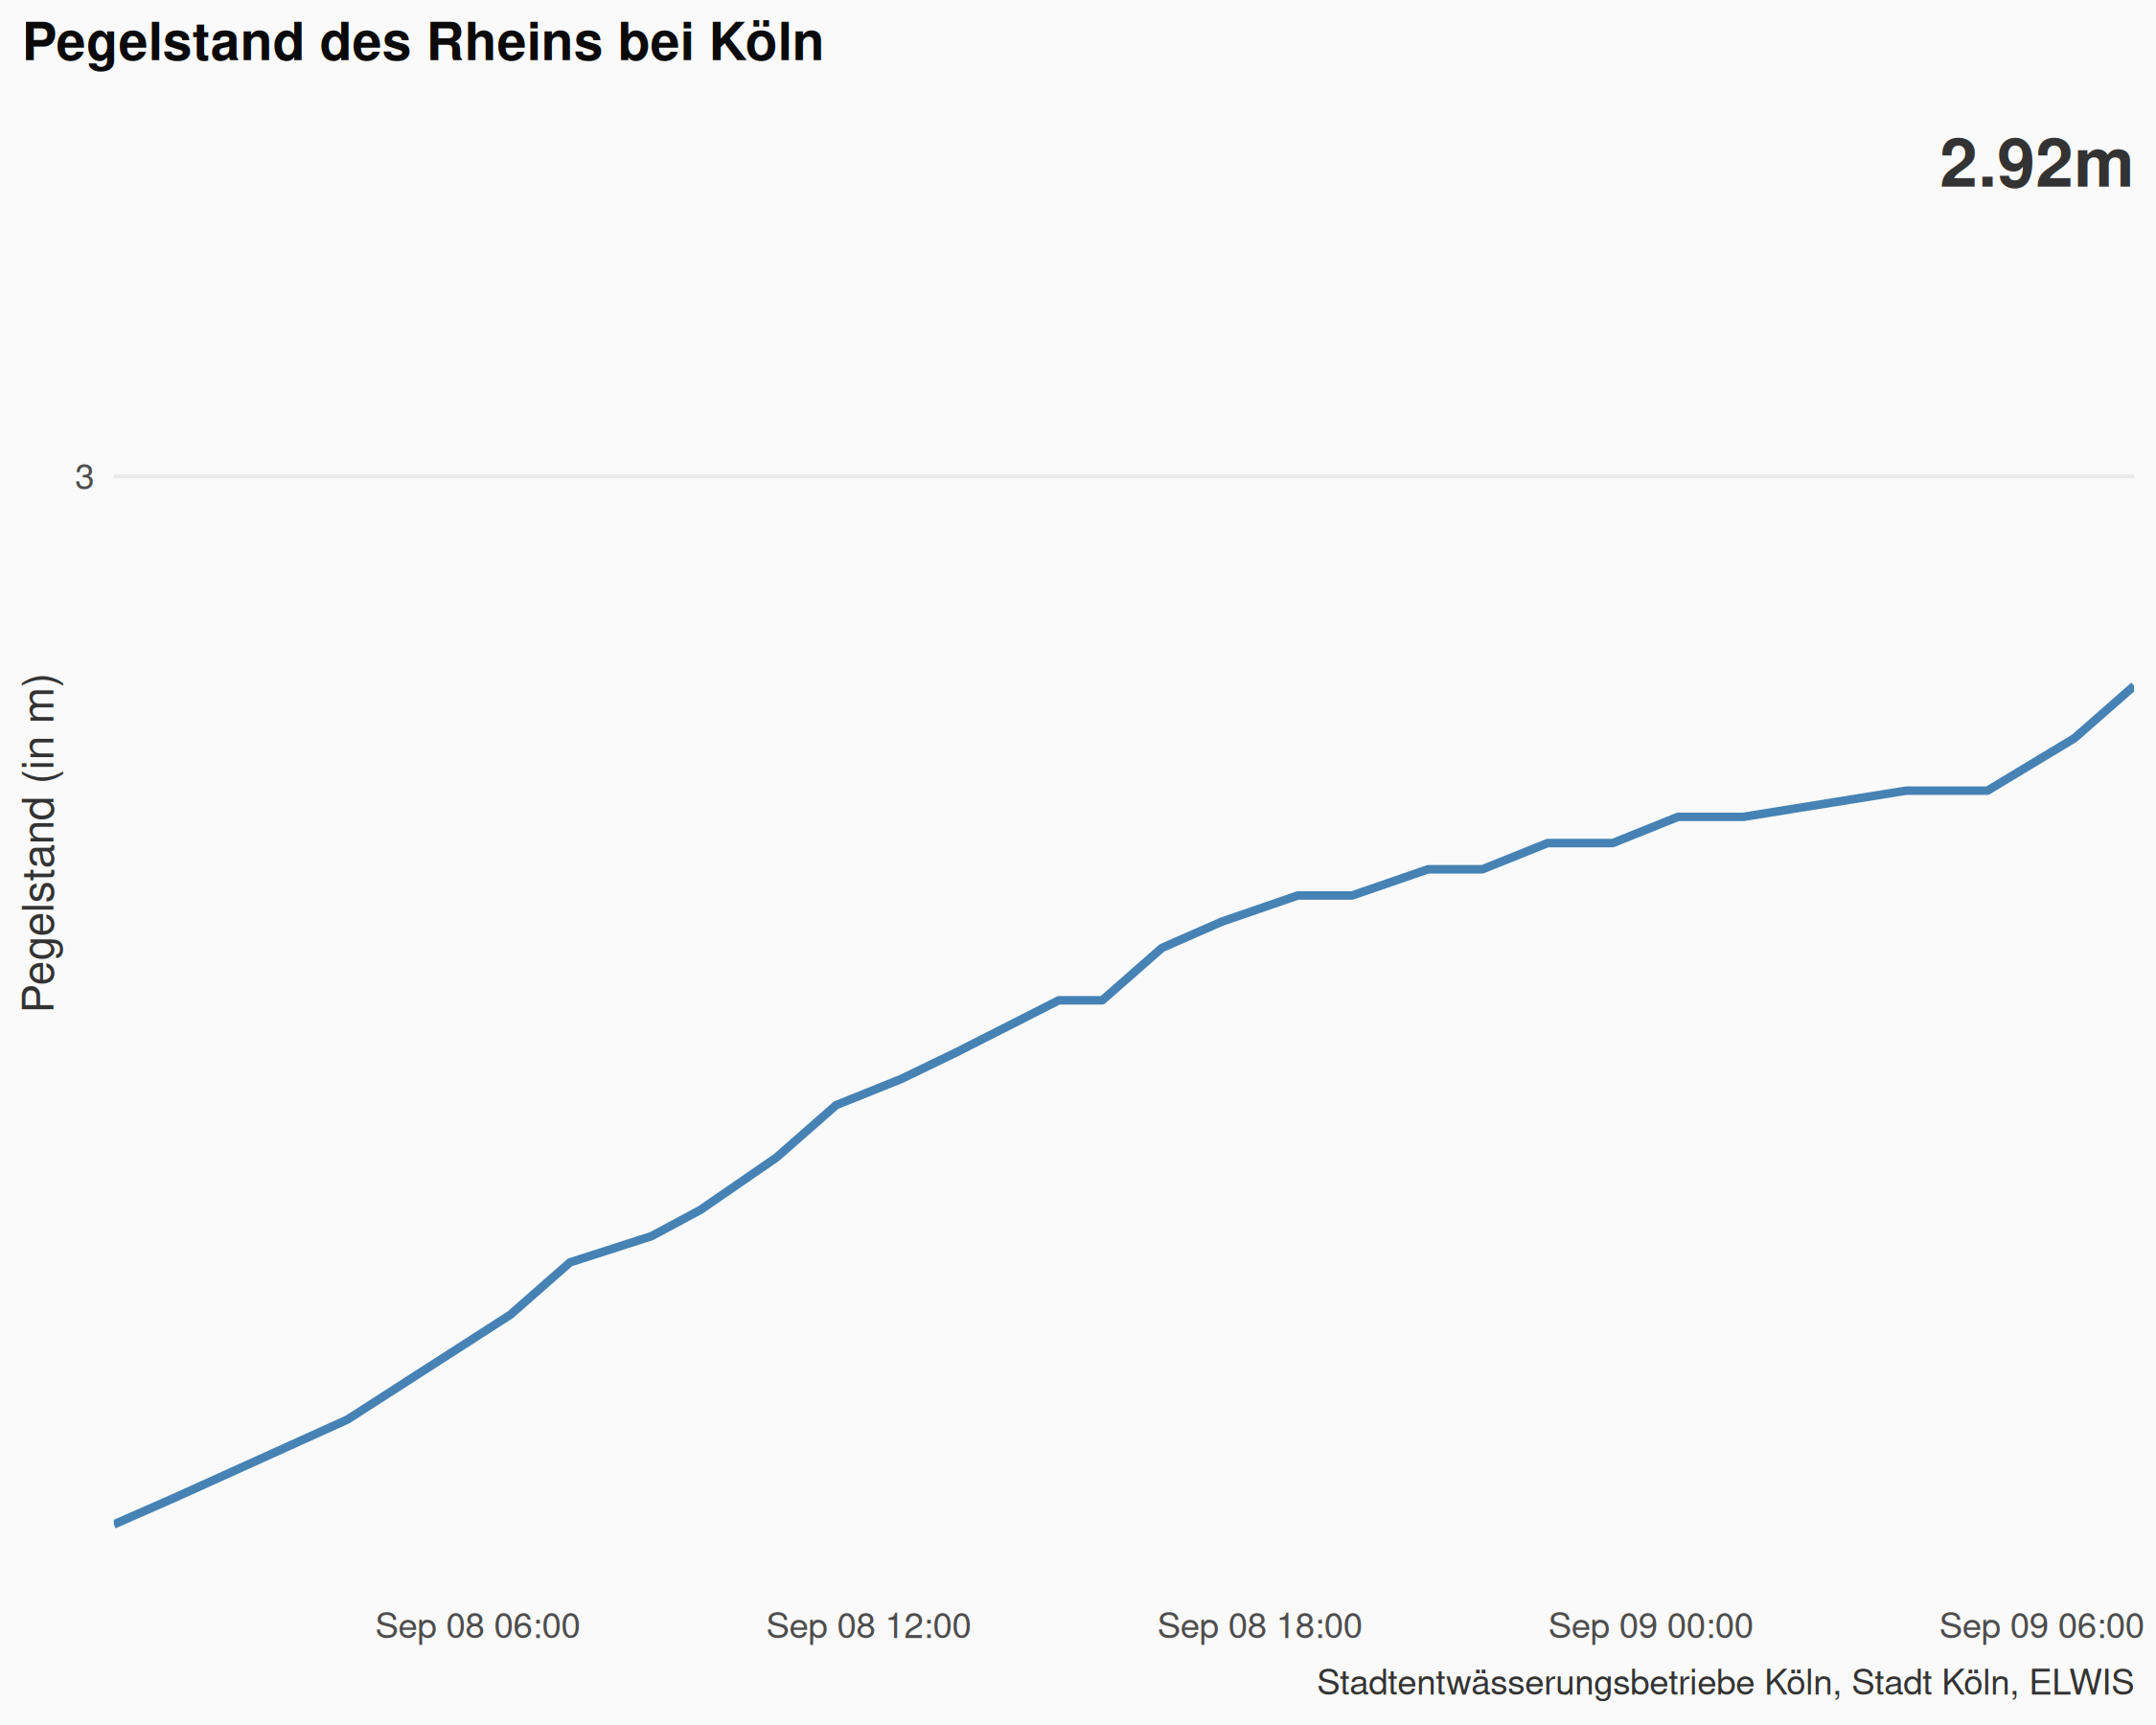 Pegelstand des Rheins bei Köln
2.92m
3
Pegelstand (in m)
Sep 08 06:00 Sep 08 12:00 Sep 08 18:00 Sep 09 00:00 Sep 09 06:00
Stadtentwässerungsbetriebe Köln, Stadt Köln, ELWIS